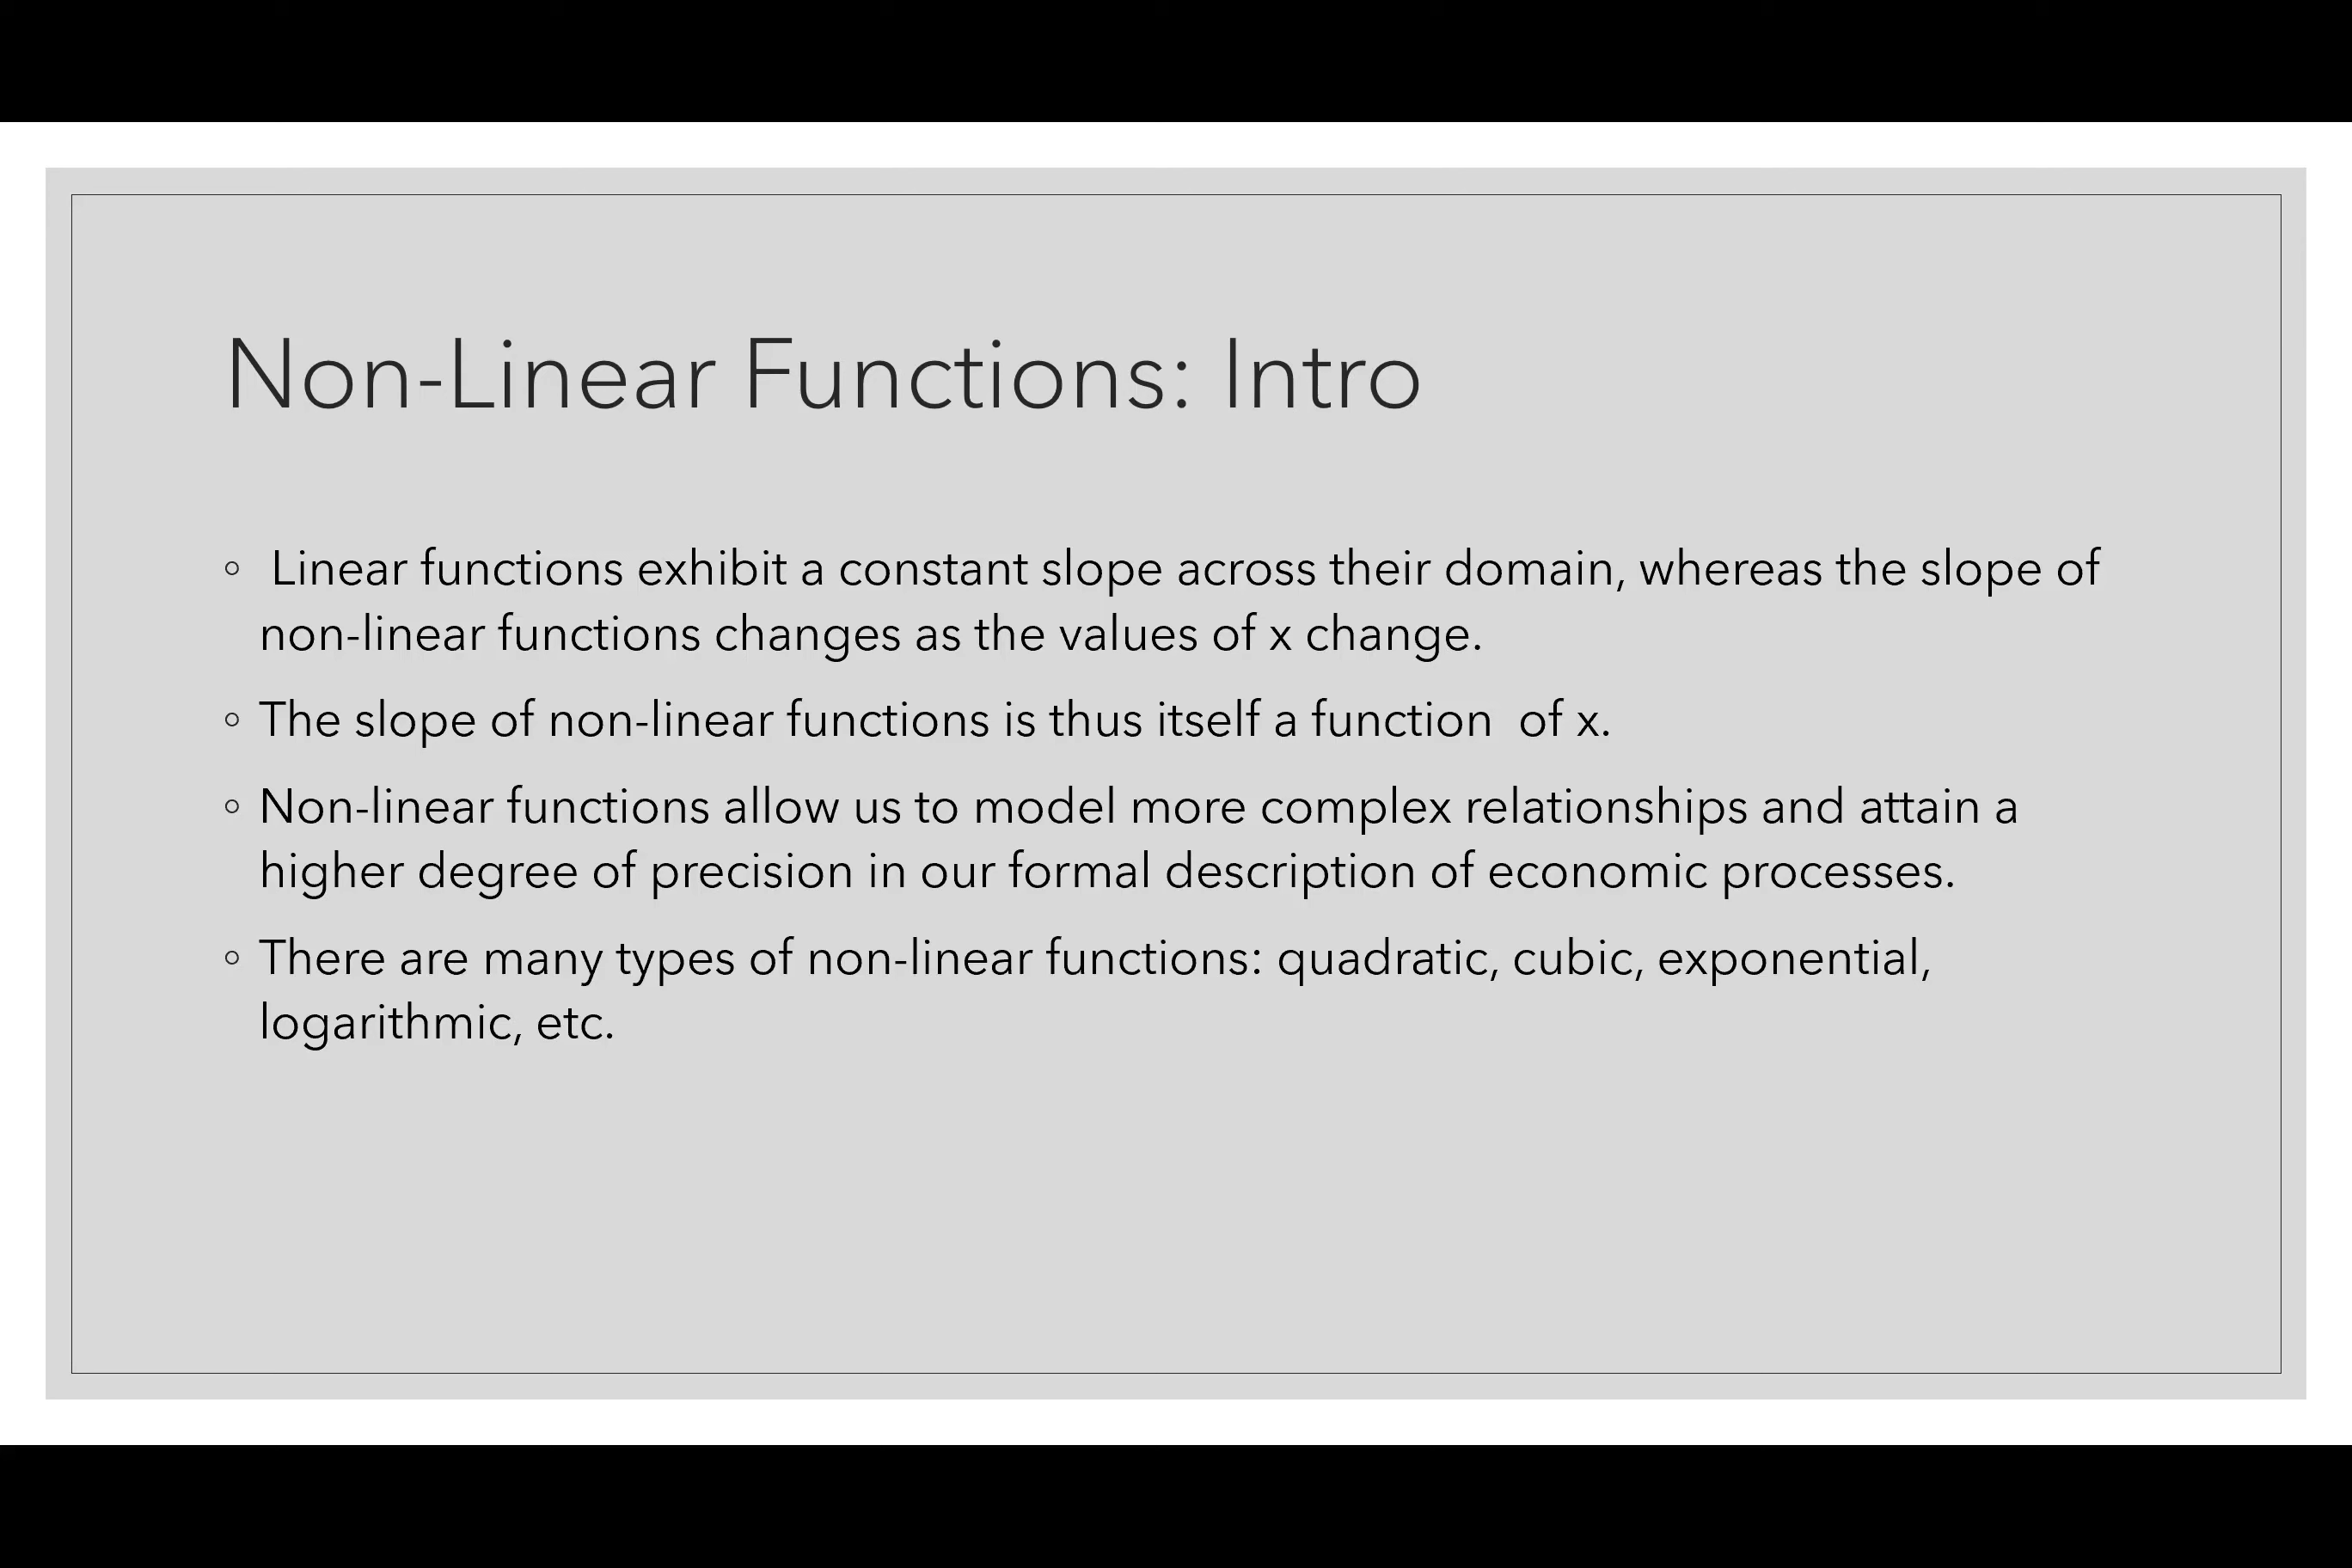 Non-Linear Functions: Intro
◦ Linear functions exhibit a constant slope across their domain, whereas the slope of
non-linear functions changes as the values of x change.
◦ The slope of non-linear functions is thus itself a function  of x.
◦ Non-linear functions allow us to model more complex relationships and attain a
higher degree of precision in our formal description of economic processes.
◦ There are many types of non-linear functions: quadratic, cubic, exponential,
logarithmic, etc.